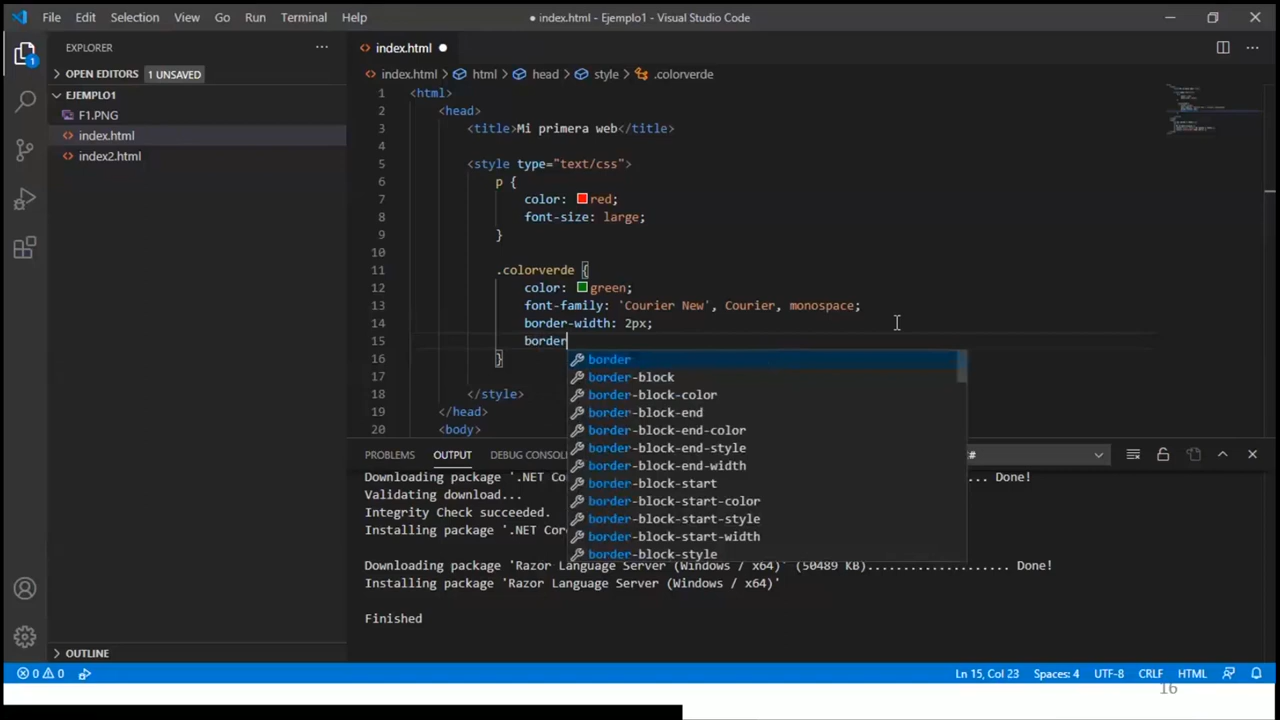 File Edit Selection View Go Run Terminal Help ● index.html - Ejemplo1 - Visual Studio Code
EXPLORER ...
index.html ●
OPEN EDITORS 1 UNSAVED
index.html > html > head > style > .colorverde
EJEMPLO1
F1.PNG
index.html
index2.html
1 <html>
2 <head>
3 <title>Mi primera web</title>
4
5 <style type="text/css">
6 p {
7 color: red;
8 font-size: large;
9 }
10
11 .colorverde {
12 color: green;
13 font-family: 'Courier New', Courier, monospace;
14 border-width: 2px;
15 border
16 }
17
18 </style>
19 </head>
20 <body>
border
border-block
border-block-color
border-block-end
border-block-end-color
border-block-end-style
border-block-end-width
border-block-start
border-block-start-color
border-block-start-style
border-block-start-width
border-block-style
PROBLEMS OUTPUT DEBUG CONSOL #
Downloading package '.NET Co ... Done!
Validating download...
Integrity Check succeeded.
Installing package '.NET Cor
Downloading package 'Razor Language Server (Windows / x64)' (50489 KB).................... Done!
Installing package 'Razor Language Server (Windows / x64)'
Finished
OUTLINE
1
0 0 Ln 15, Col 23 Spaces: 4 UTF-8 CRLF HTML
16